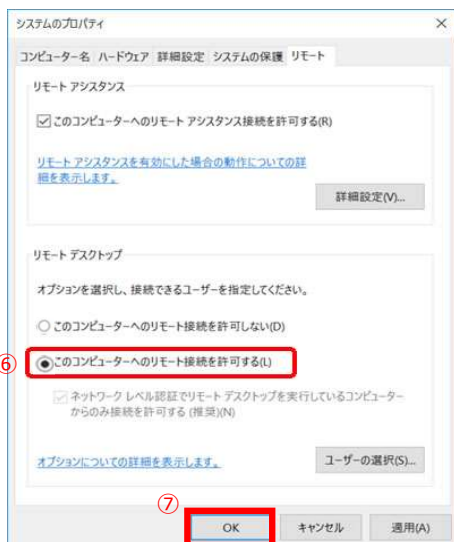 システムのプロパティ
コンピューター名 ハードウェア 詳細設定 システムの保護 リモート
リモート アシスタンス
このコンピューターへのリモート アシスタンス接続を許可する(R)
リモート アシスタンスを有効にした場合の動作についての詳
細を表示します。
詳細設定(V)...
リモート デスクトップ
オプションを選択し、接続できるユーザーを指定してください。
このコンピューターへのリモート接続を許可しない(D)
⑥ このコンピューターへのリモート接続を許可する(L)
ネットワーク レベル認証でリモート デスクトップを実行しているコンピューター
からのみ接続を許可する (推奨)(N)
オプションについての詳細を表示します。 ユーザーの選択(S)...
⑦
OK キャンセル 適用(A)